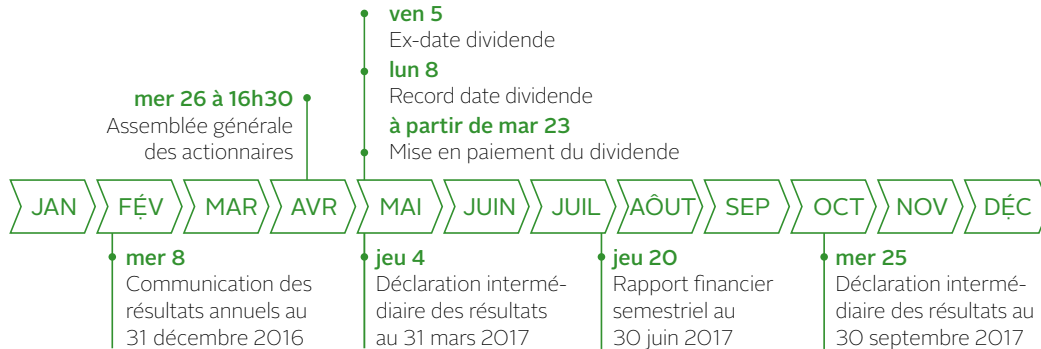 ven 5
Ex-date dividende
lun 8
Record date dividende
à partir de mar 23
Mise en paiement du dividende
mer 26 à 16h30
Assemblée générale
des actionnaires
JAN FÉV MAR AVR MAI JUIN JUIL AÔUT SEP OCT NOV DÉC
mer 8
Communication des
résultats annuels au
31 décembre 2016
jeu 4
Déclaration intermé-
diaire des résultats
au 31 mars 2017
jeu 20
Rapport financier
semestriel au
30 juin 2017
mer 25
Déclaration intermé-
diaire des résultats au
30 septembre 2017